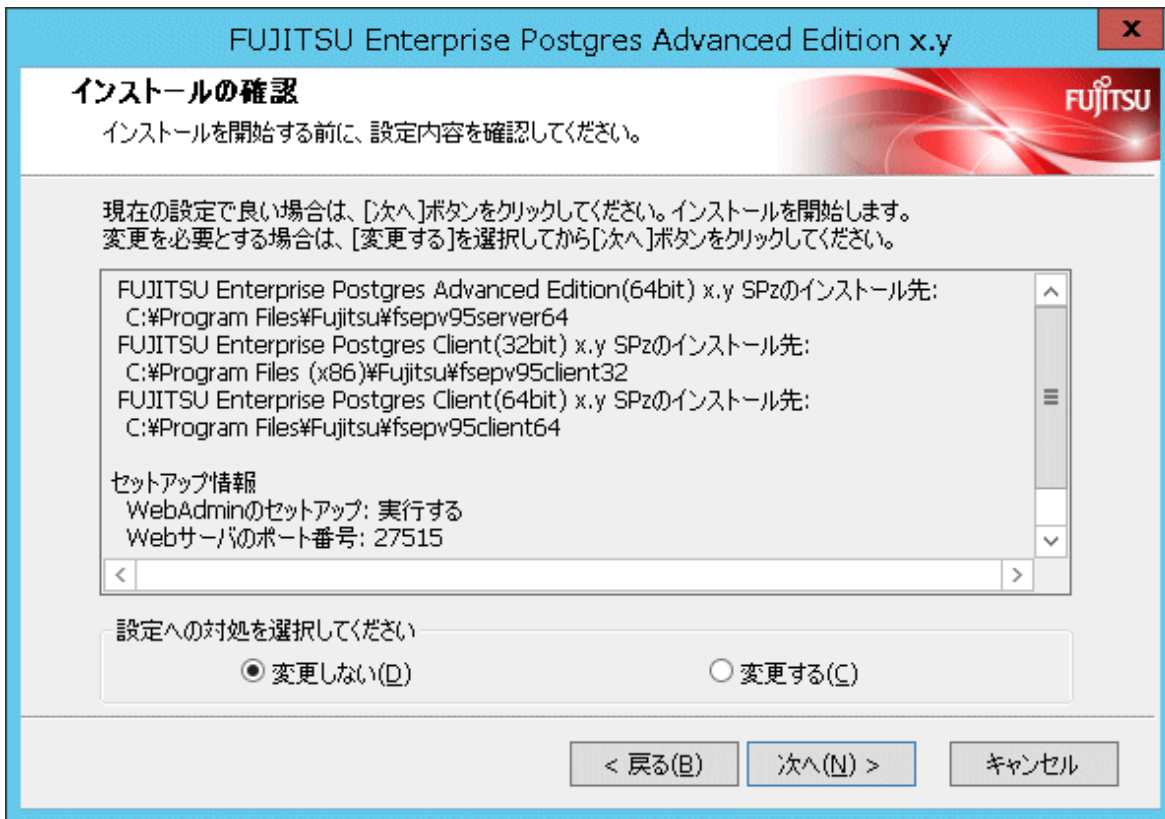 FUJITSU Enterprise Postgres Advanced Edition x.y
x
インストールの確認
インストールを開始する前に、設定内容を確認してください。
FUJITSU
現在の設定で良い場合は、[次へ]ボタンをクリックしてください。インストールを開始します。
変更を必要とする場合は、[変更する]を選択してから[次へ]ボタンをクリックしてください。
FUJITSU Enterprise Postgres Advanced Edition(64bit) x.y SPzのインストール先:
C:¥Program Files¥Fujitsu¥fsepv95server64
FUJITSU Enterprise Postgres Client(32bit) x.y SPzのインストール先:
C:¥Program Files (x86)¥Fujitsu¥fsepv95client32
FUJITSU Enterprise Postgres Client(64bit) x.y SPzのインストール先:
C:¥Program Files¥Fujitsu¥fsepv95client64
セットアップ情報
WebAdminのセットアップ: 実行する
Webサーバのポート番号: 27515
設定への対処を選択してください
変更しない(D)
変更する(C)
< 戻る(B)
次へ(N) >
キャンセル